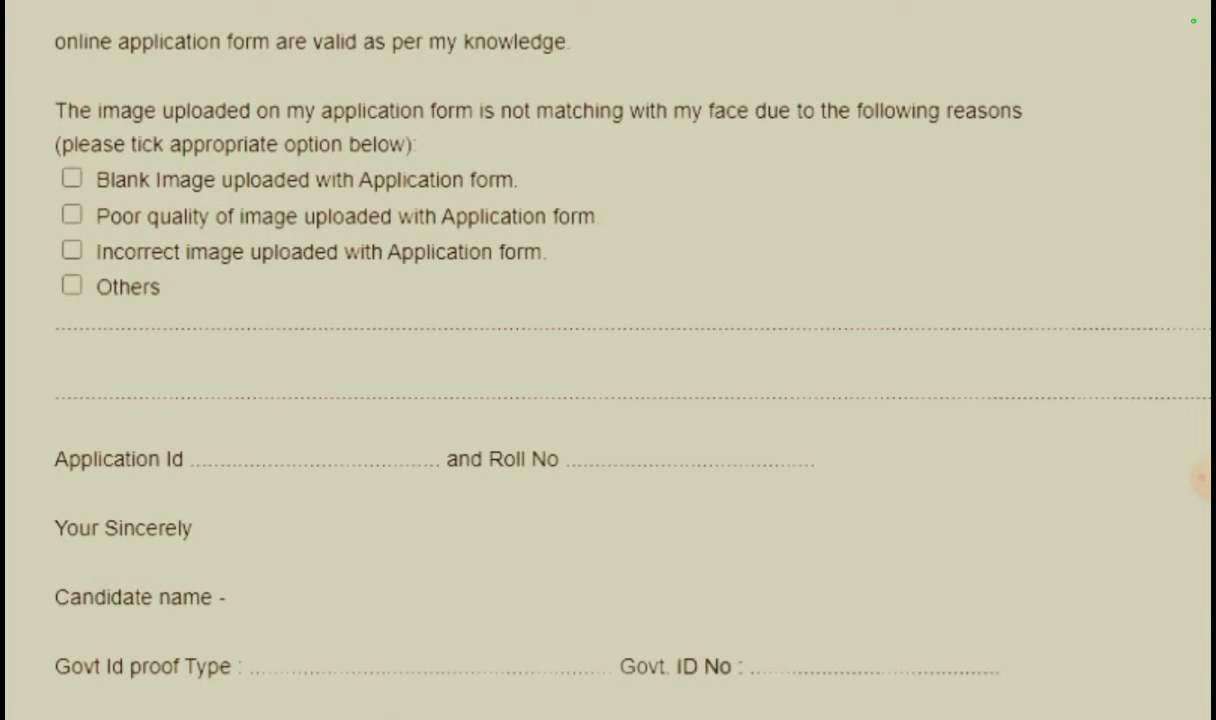 online application form are valid as per my knowledge.
The image uploaded on my application form is not matching with my face due to the following reasons
(please tick appropriate option below):
Blank Image uploaded with Application form.
Poor quality of image uploaded with Application form.
Incorrect image uploaded with Application form.
Others
Application Id ........................................ and Roll No ........................................
Your Sincerely
Candidate name -
Govt Id proof Type : ........................................ Govt. ID No : ........................................